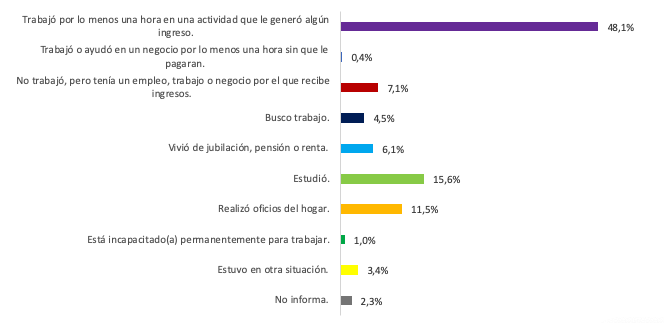 Trabajó por lo menos una hora en una actividad que le generó algún
ingreso.
48,1%
Trabajó o ayudó en un negocio por lo menos una hora sin que le
pagaran.
0,4%
No trabajó, pero tenía un empleo, trabajo o negocio por el que recibe
ingresos.
7,1%
Busco trabajo.
4,5%
Vivió de jubilación, pensión o renta.
6,1%
Estudió.
15,6%
Realizó oficios del hogar.
11,5%
Está incapacitado(a) permanentemente para trabajar.
1,0%
Estuvo en otra situación.
3,4%
No informa.
2,3%